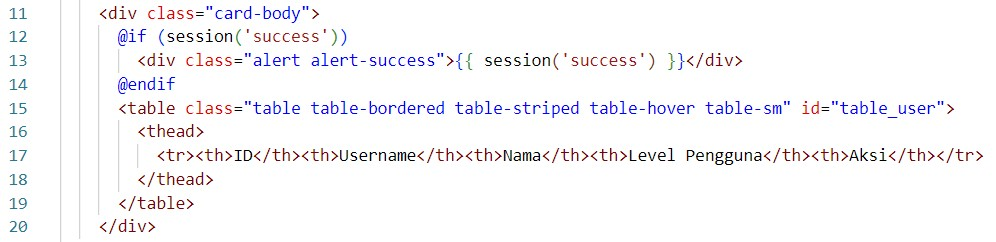 11 <div class="card-body">
12 @if (session('success'))
13 <div class="alert alert-success">{{ session('success') }}</div>
14 @endif
15 <table class="table table-bordered table-striped table-hover table-sm" id="table_user">
16 <thead>
17 <tr><th>ID</th><th>Username</th><th>Nama</th><th>Level Pengguna</th><th>Aksi</th></tr>
18 </thead>
19 </table>
20 </div>